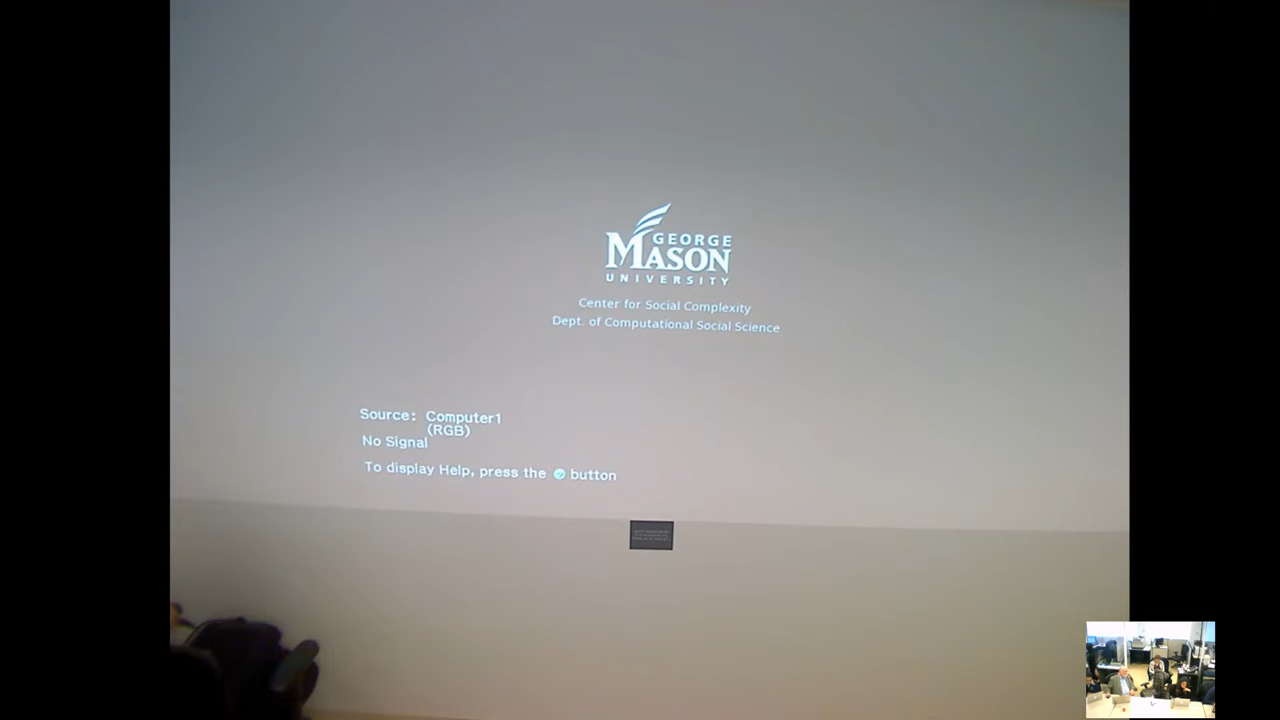 GEORGE
MASON
UNIVERSITY
Center for Social Complexity
Dept. of Computational Social Science
Source: Computer1
(RGB)
No Signal
To display Help, press the button